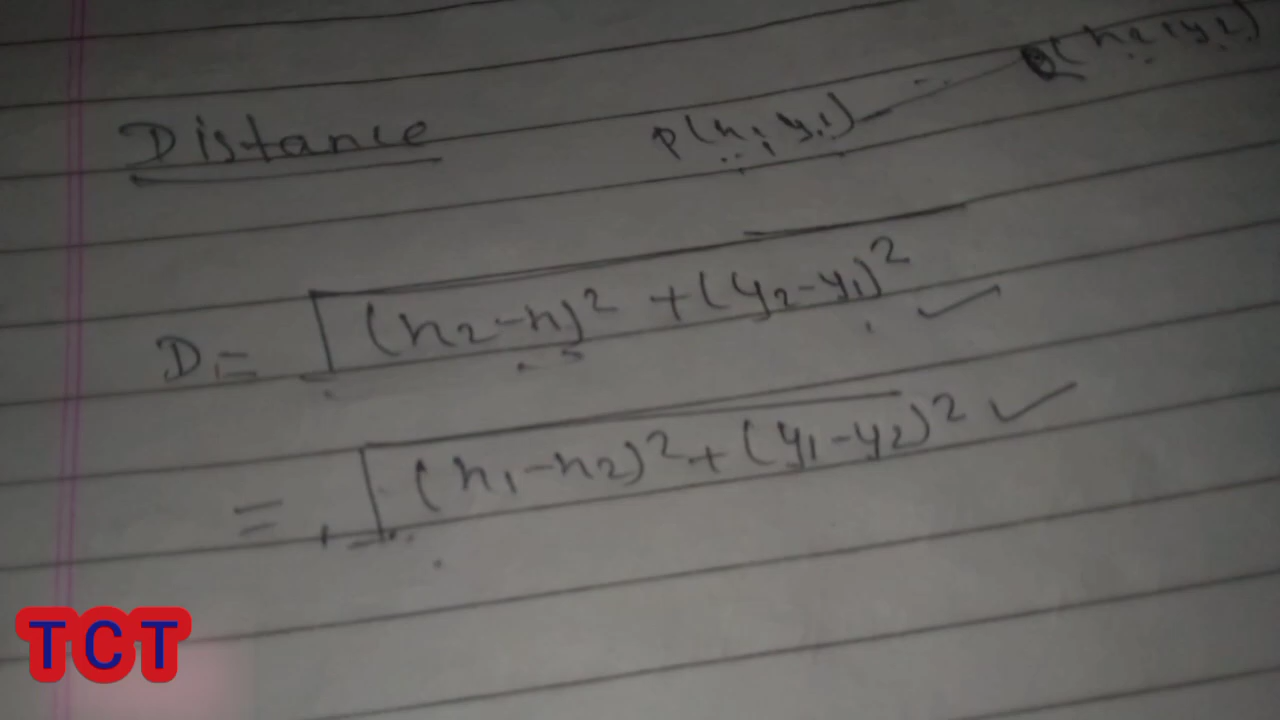 Distance P(x₁, y₁) Q(x₂, y₂)
D = √(x₂-x₁)² + (y₂-y₁)²
= √(x₁-x₂)² + (y₁-y₂)²
TCT